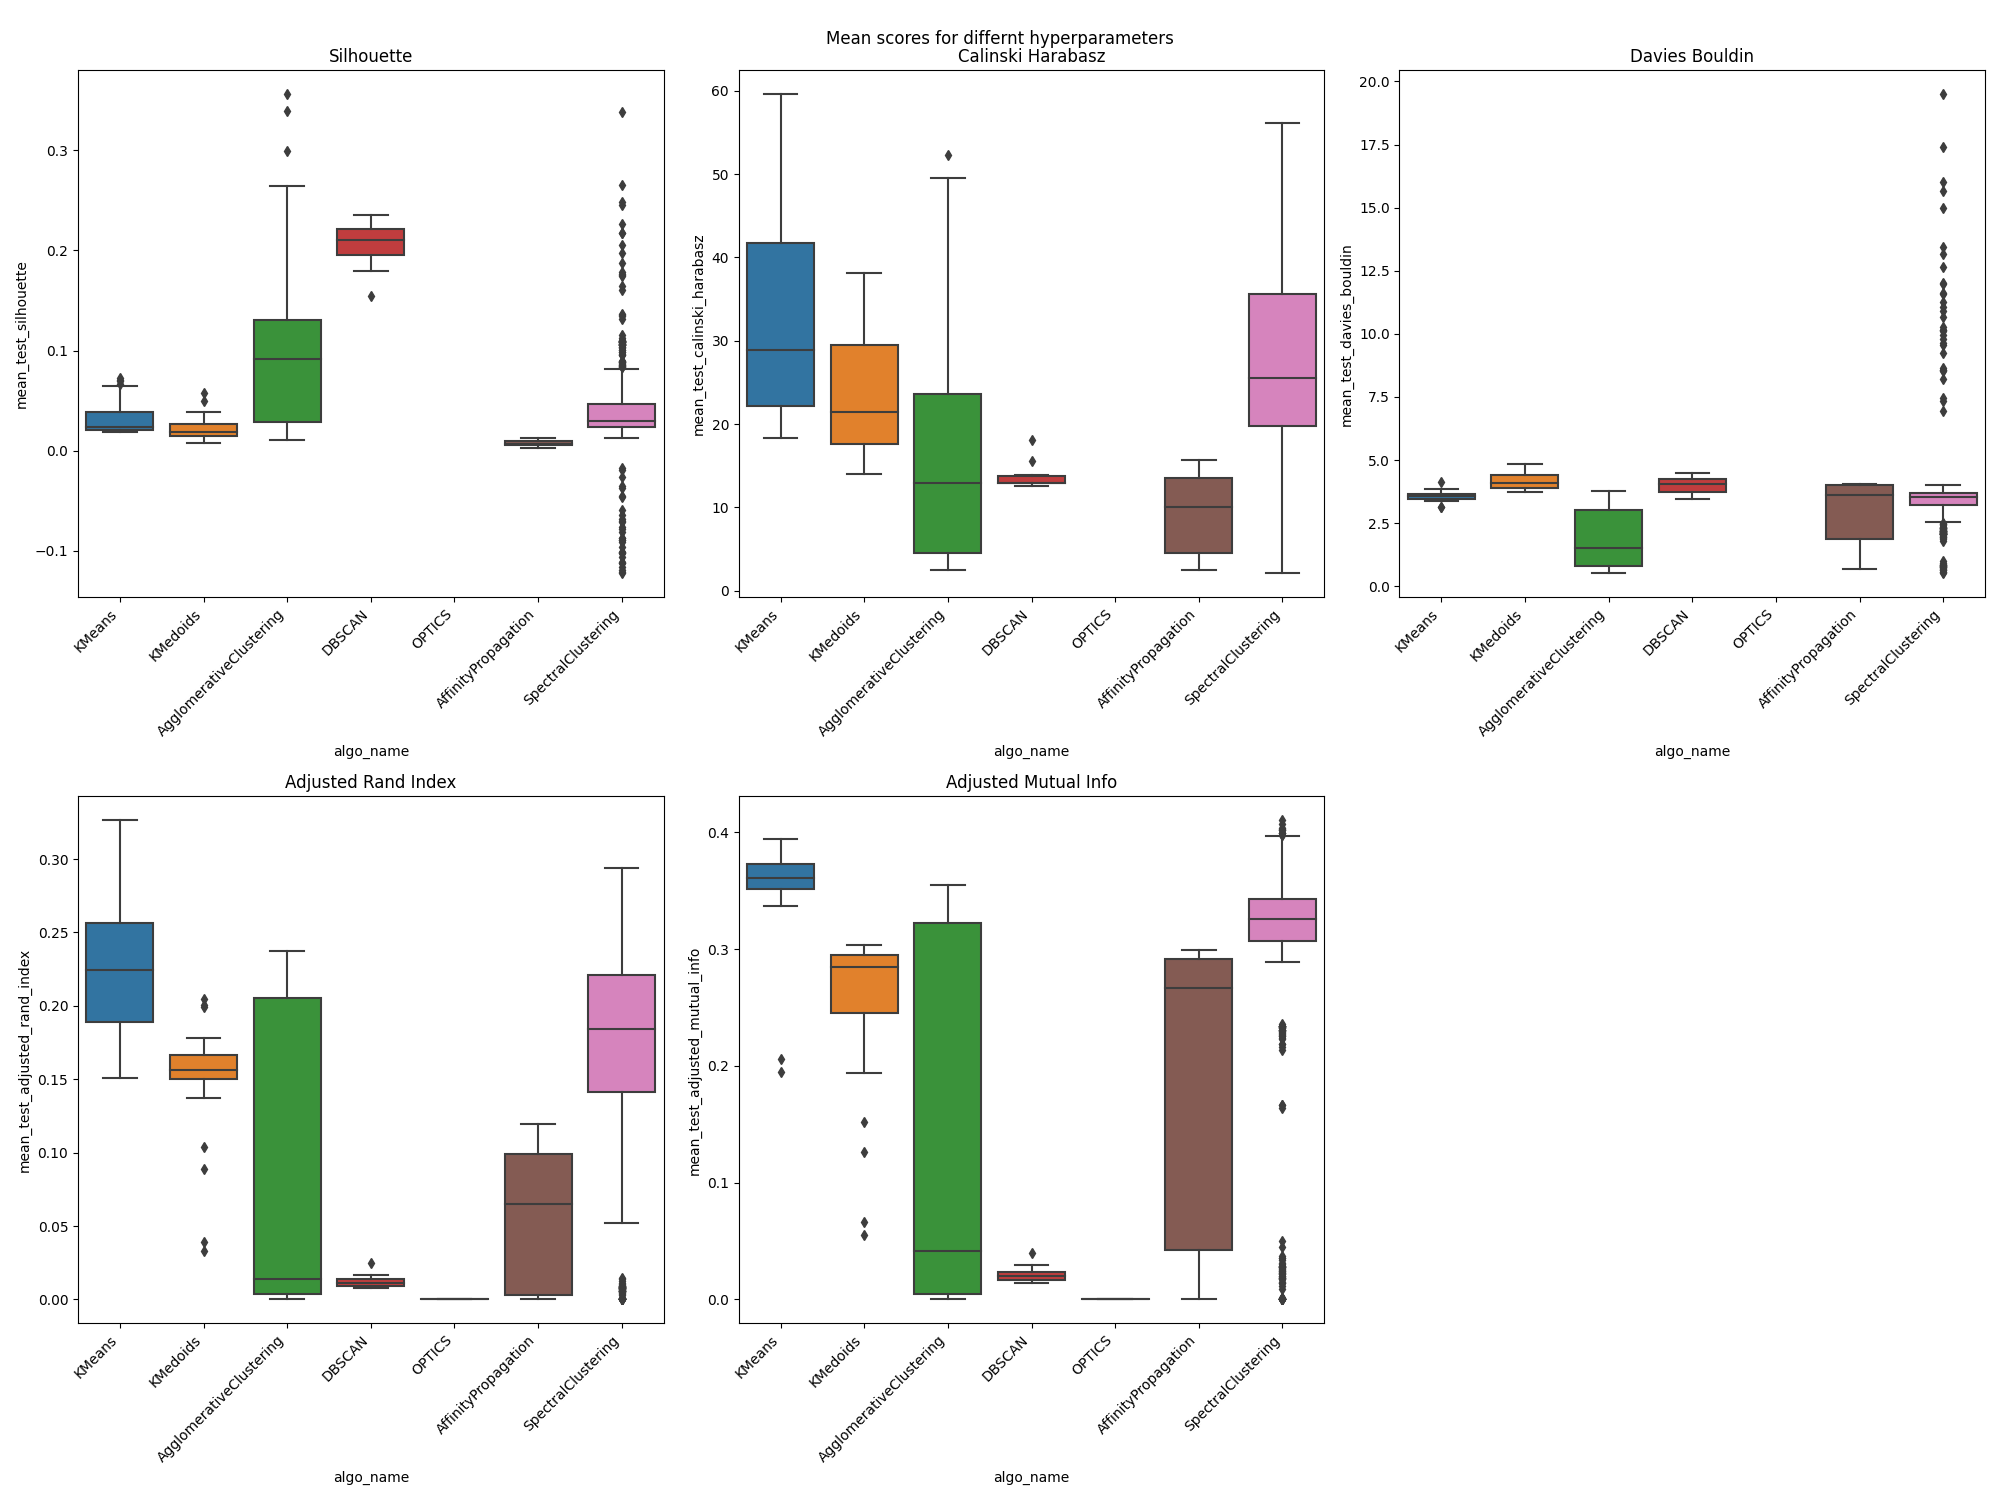 Mean scores for differnt hyperparameters
Silhouette
mean_test_silhouette
0.3
0.2
0.1
0.0
−0.1
KMeans
KMedoids
AgglomerativeClustering
DBSCAN
OPTICS
AffinityPropagation
SpectralClustering
algo_name
Calinski Harabasz
mean_test_calinski_harabasz
60
50
40
30
20
10
0
KMeans
KMedoids
AgglomerativeClustering
DBSCAN
OPTICS
AffinityPropagation
SpectralClustering
algo_name
Davies Bouldin
mean_test_davies_bouldin
20.0
17.5
15.0
12.5
10.0
7.5
5.0
2.5
0.0
KMeans
KMedoids
AgglomerativeClustering
DBSCAN
OPTICS
AffinityPropagation
SpectralClustering
algo_name
Adjusted Rand Index
mean_test_adjusted_rand_index
0.30
0.25
0.20
0.15
0.10
0.05
0.00
KMeans
KMedoids
AgglomerativeClustering
DBSCAN
OPTICS
AffinityPropagation
SpectralClustering
algo_name
Adjusted Mutual Info
mean_test_adjusted_mutual_info
0.4
0.3
0.2
0.1
0.0
KMeans
KMedoids
AgglomerativeClustering
DBSCAN
OPTICS
AffinityPropagation
SpectralClustering
algo_name